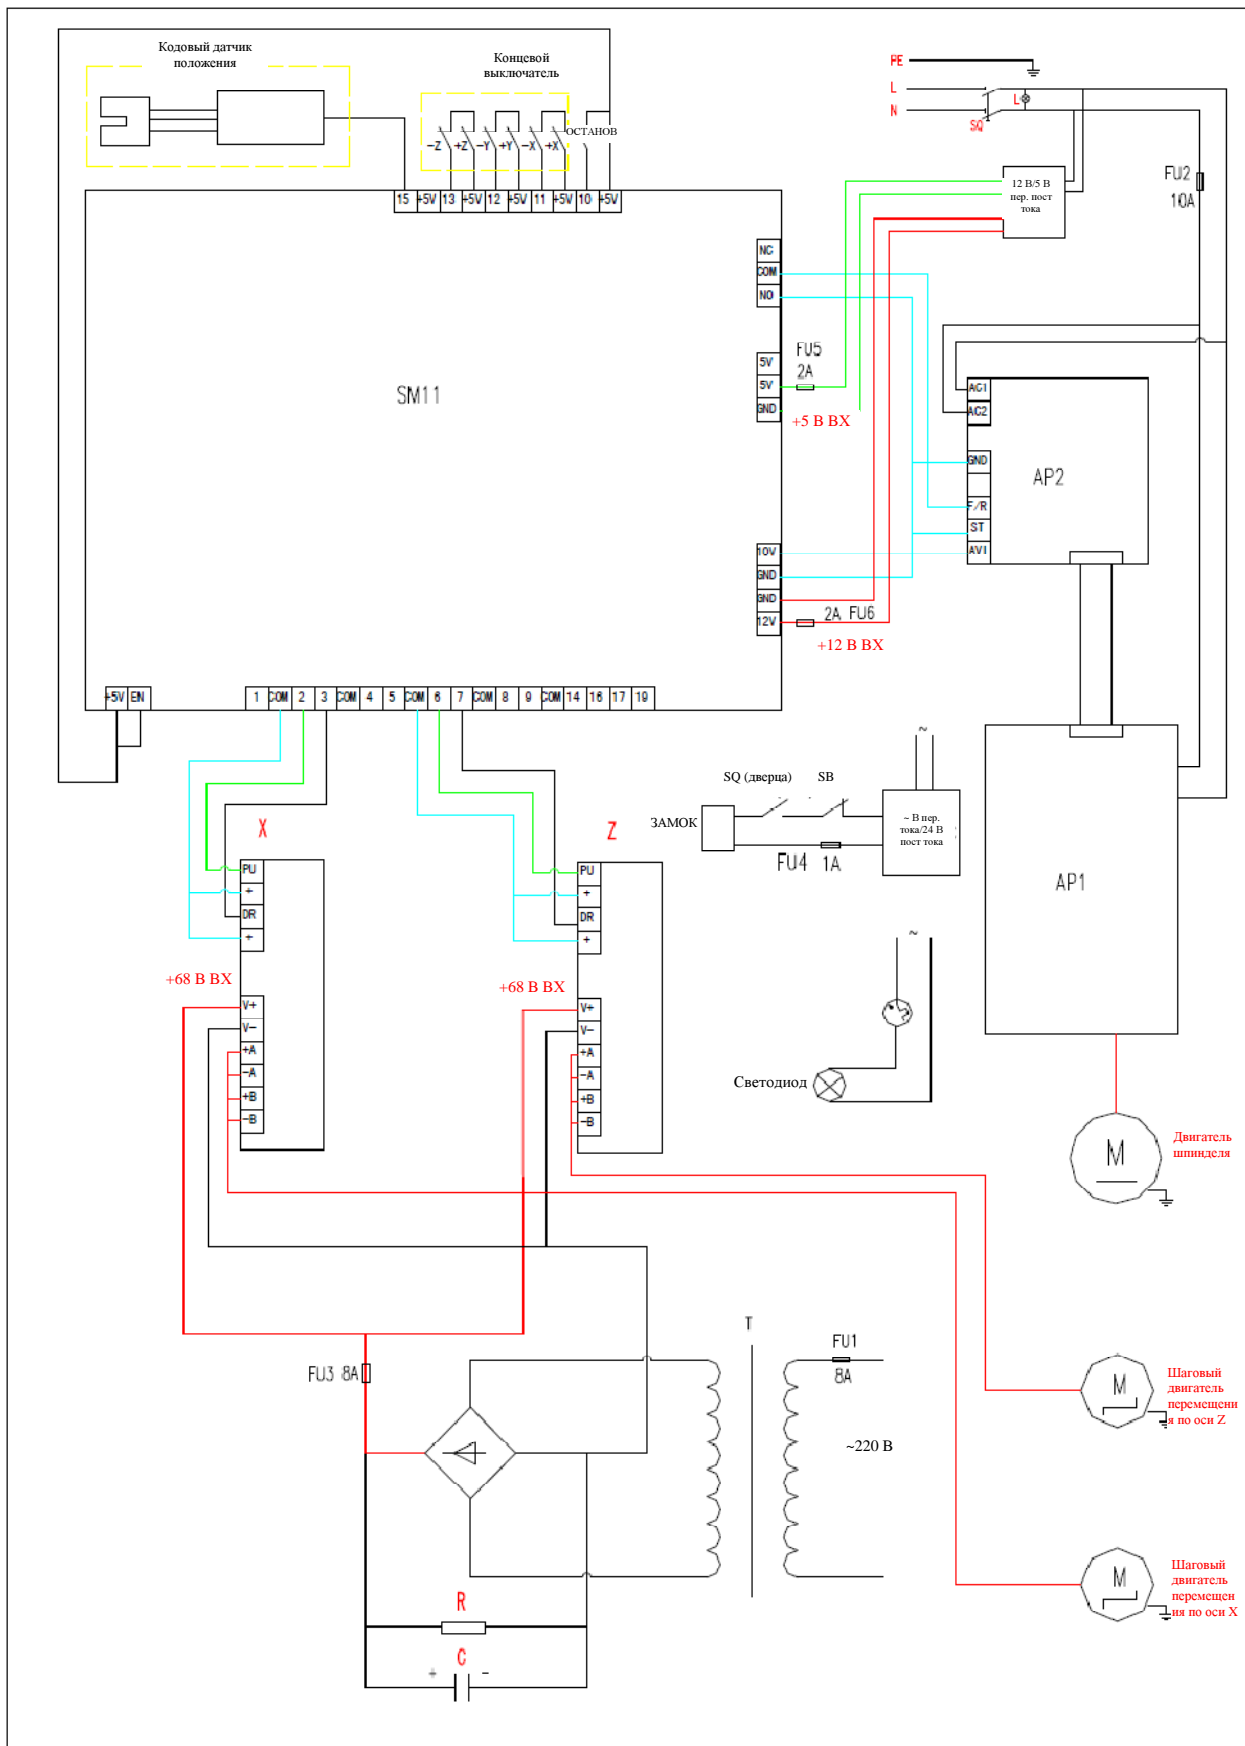 Кодовый датчик
положения
Концевой
выключатель
PE
L
N
L
SQ
-Z +Z -Y +Y -X +X ОСТАНОВ
FU2
10A
12 В/5 В
пер. пост
тока
15 +5V 13 +5V 12 +5V 11 +5V 10 +5V
NC
COM
NO
FU5
2A
5V
5V
GND
+5 В ВХ
SM11
AC1
AC2
GND
F/R
ST
AVI
AP2
10V
GND
GND
12V
2A FU6
+12 В ВХ
+5V EN
1 COM 2 3 COM 4 5 COM 6 7 COM 8 9 COM 14 16 17 19
~
SQ (дверца) SB
ЗАМОК
~ В пер.
тока/24 В
пост тока
FU4 1A
AP1
X
Z
PU
+
DR
+
PU
+
DR
+
+68 В ВХ
+68 В ВХ
V+
V-
+A
-A
+B
-B
V+
V-
+A
-A
+B
-B
~
Светодиод
M
Двигатель
шпинделя
T
FU1
8A
FU3 8A
~220 В
M
Шаговый
двигатель
перемещени
я по оси Z
M
Шаговый
двигатель
перемещен
ия по оси X
R
C
+ -